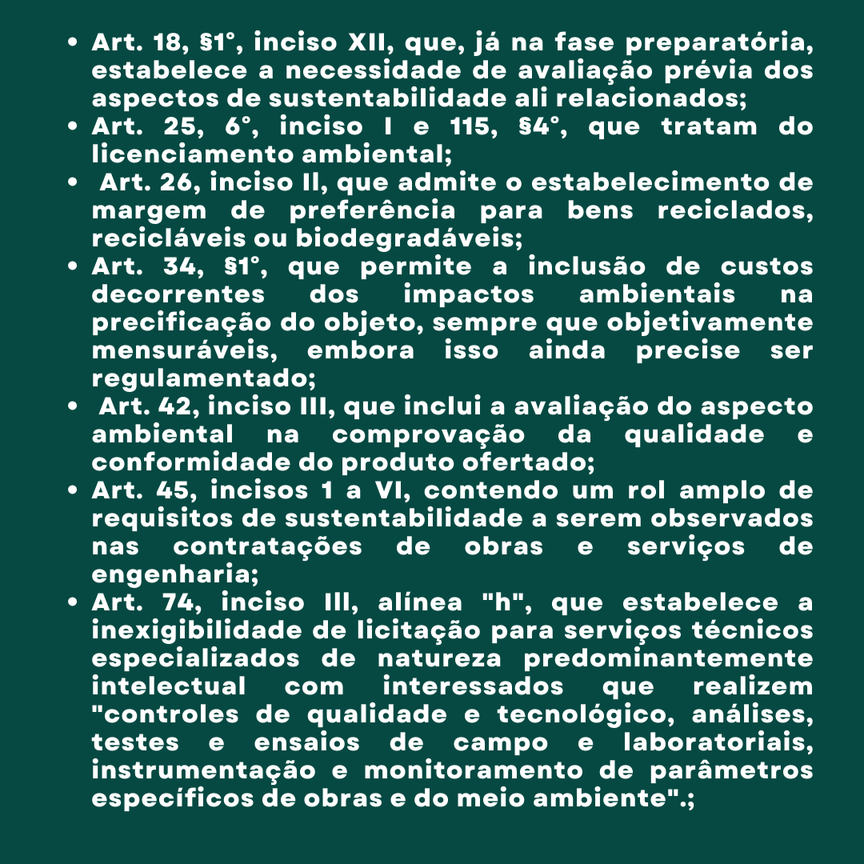 • Art. 18, §1°, inciso XII, que, já na fase preparatória,
estabelece a necessidade de avaliação prévia dos
aspectos de sustentabilidade ali relacionados;
• Art. 25, 6°, inciso I e 115, §4°, que tratam do
licenciamento ambiental;
• Art. 26, inciso Il, que admite o estabelecimento de
margem de preferência para bens reciclados,
recicláveis ou biodegradáveis;
• Art. 34, §1°, que permite a inclusão de custos
decorrentes dos impactos ambientais na
precificação do objeto, sempre que objetivamente
mensuráveis, embora isso ainda precise ser
regulamentado;
• Art. 42, inciso III, que inclui a avaliação do aspecto
ambiental na comprovação da qualidade e
conformidade do produto ofertado;
• Art. 45, incisos 1 a VI, contendo um rol amplo de
requisitos de sustentabilidade a serem observados
nas contratações de obras e serviços de
engenharia;
• Art. 74, inciso Ill, alínea "h", que estabelece a
inexigibilidade de licitação para serviços técnicos
especializados de natureza predominantemente
intelectual com interessados que realizem
"controles de qualidade e tecnológico, análises,
testes e ensaios de campo e laboratoriais,
instrumentação e monitoramento de parâmetros
específicos de obras e do meio ambiente".;